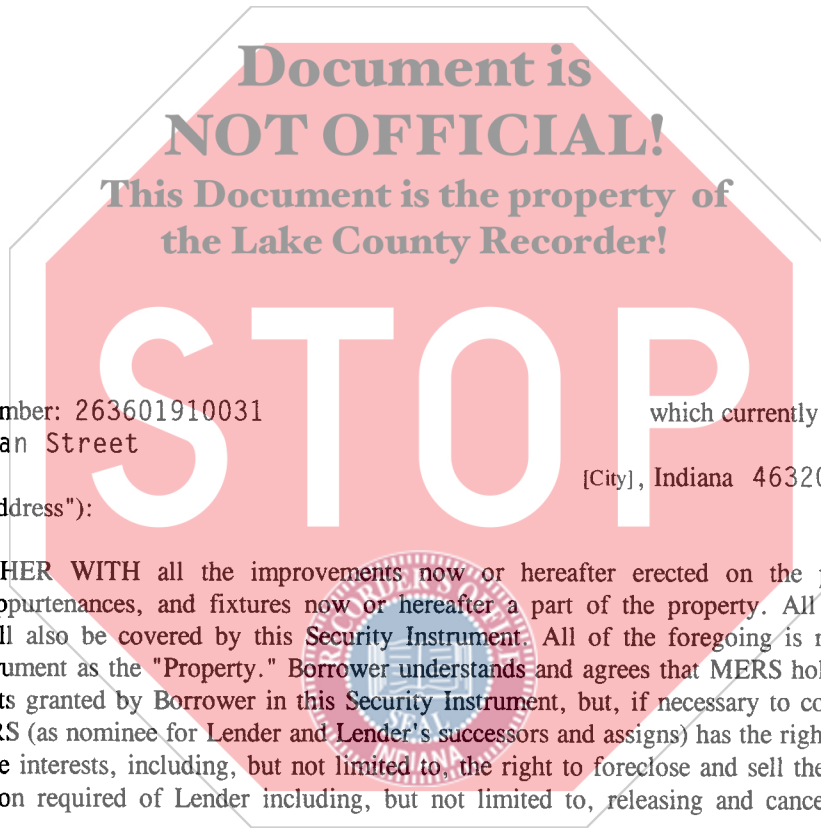 Document is
NOT OFFICIAL!
This Document is the property of
the Lake County Recorder!
STOP
mber: 263601910031 which currently
an Street
[City], Indiana 46320
ddress"):
HER WITH all the improvements now or hereafter erected on the p
ppurtenances, and fixtures now or hereafter a part of the property. All
ll also be covered by this Security Instrument. All of the foregoing is r
rument as the "Property." Borrower understands and agrees that MERS hol
ts granted by Borrower in this Security Instrument, but, if necessary to co
RS (as nominee for Lender and Lender's successors and assigns) has the righ
e interests, including, but not limited to, the right to foreclose and sell the
on required of Lender including, but not limited to, releasing and cance
RECORDER'S OFFICE
SEAL
INDIANA